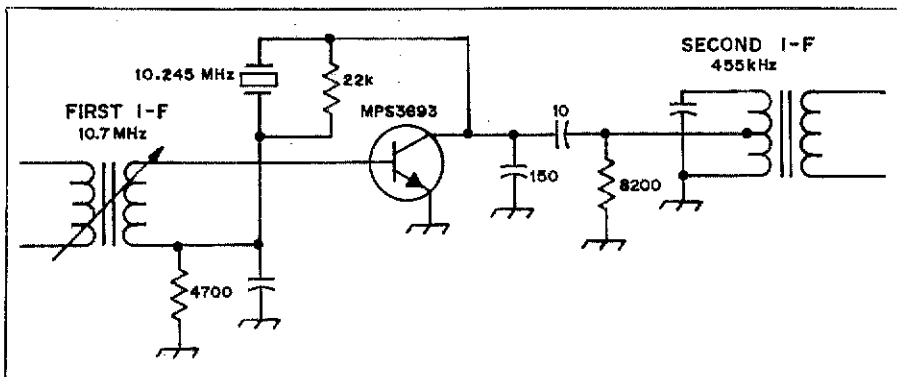 SECOND I-F
455kHz
10.245 MHz
22k
MPS3693
FIRST I-F
10.7 MHz
10
150
8200
4700